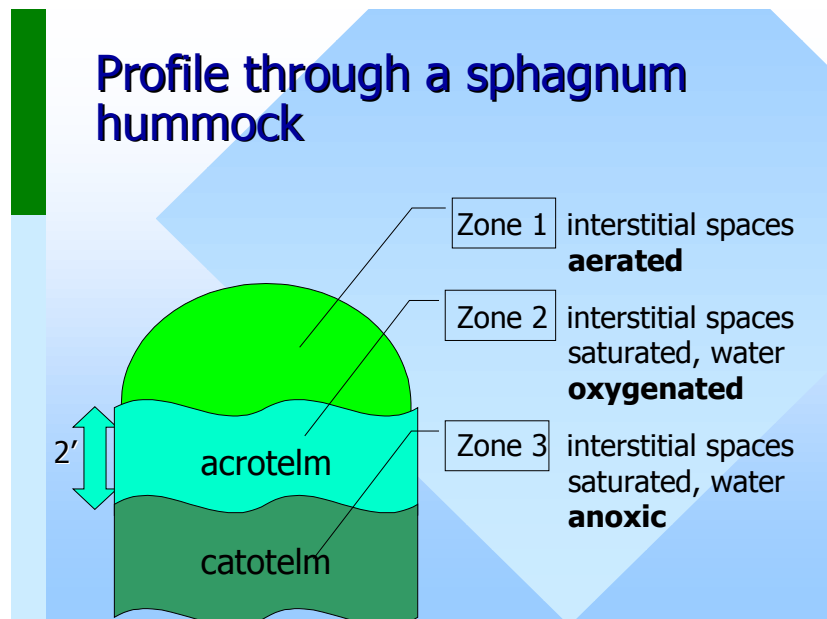 Profile through a sphagnum
hummock
Zone 1 interstitial spaces
aerated
Zone 2 interstitial spaces
saturated, water
oxygenated
Zone 3 interstitial spaces
saturated, water
anoxic
2’
acrotelm
catotelm